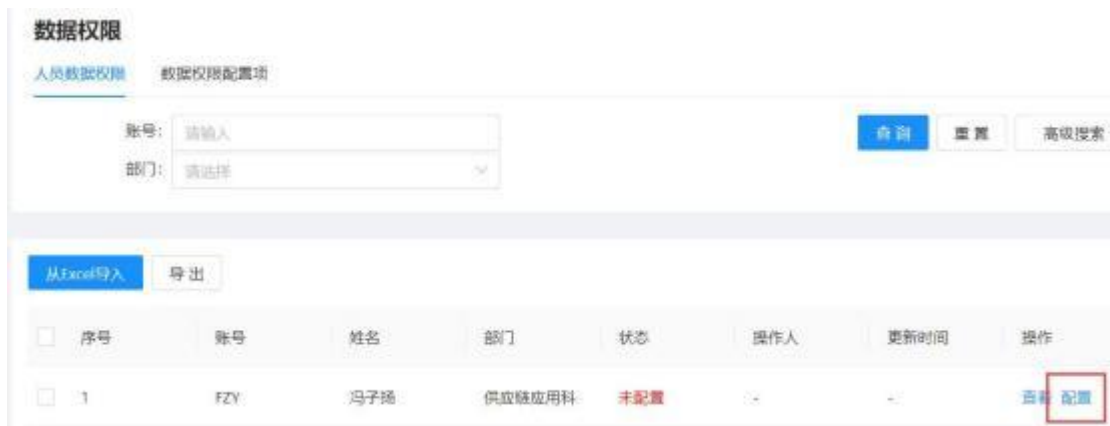 数据权限
人员数据权限 数据权限配置项
账号: 请输入 查询 重置 高级搜索
部门: 请选择
从Excel导入 导出
序号 账号 姓名 部门 状态 操作人 更新时间 操作
1 FZY 冯子扬 供应链应用科 未配置 - - 查看 配置